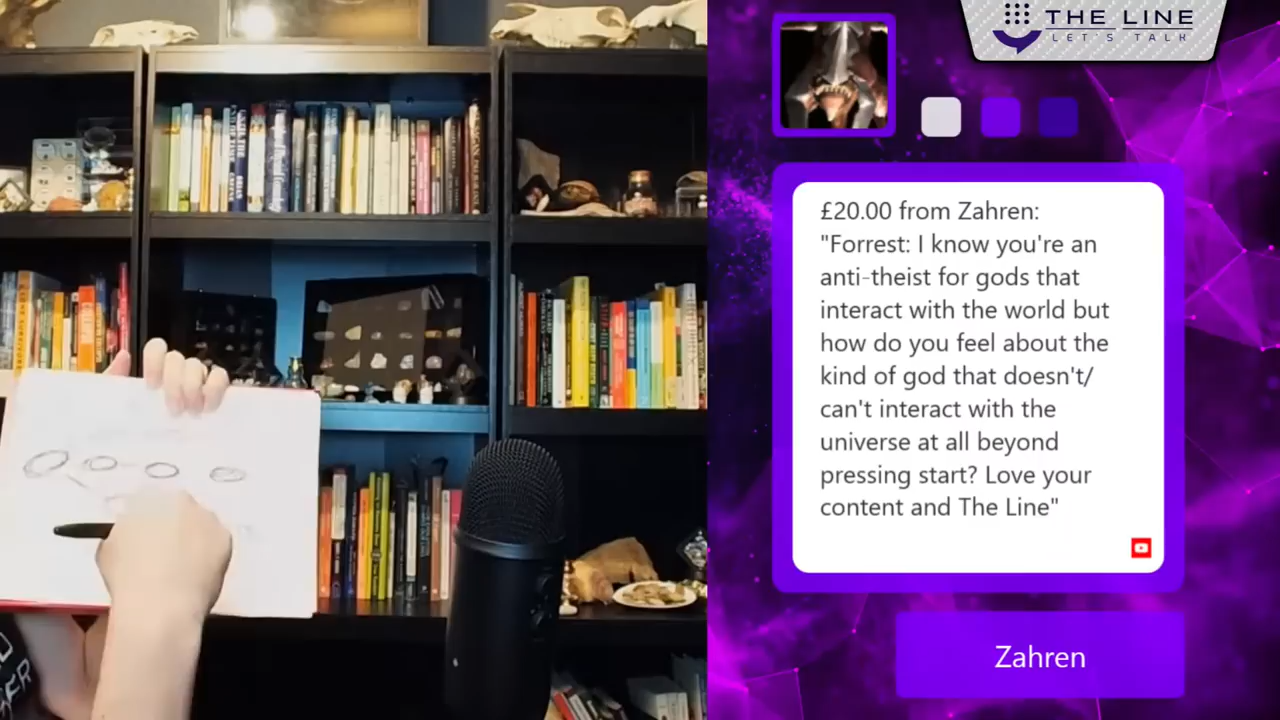 THE LINE
LET'S TALK
£20.00 from Zahren:
"Forrest: I know you're an
anti-theist for gods that
interact with the world but
how do you feel about the
kind of god that doesn't/
can't interact with the
universe at all beyond
pressing start? Love your
content and The Line"
Zahren